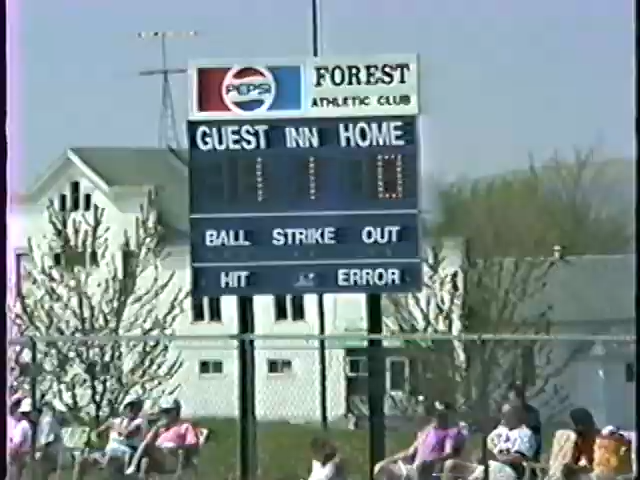 PEPSI
FOREST
ATHLETIC CLUB
GUEST INN HOME
1 1 0
BALL STRIKE OUT
HIT ERROR